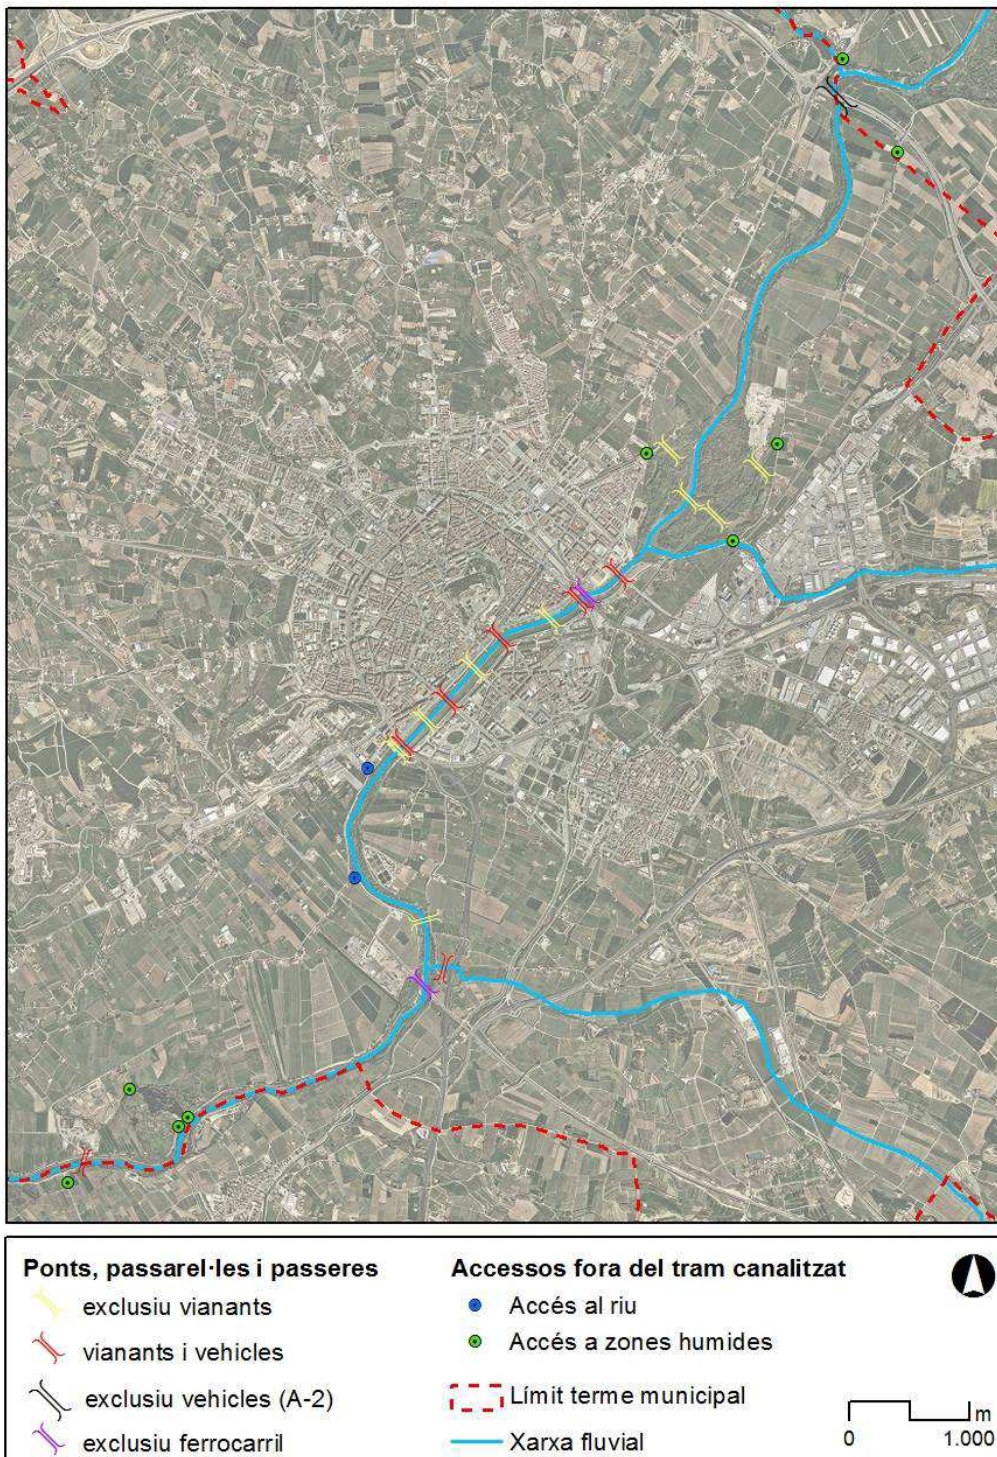 Ponts, passarel·les i passeres
exclusiu vianants
vianants i vehicles
exclusiu vehicles (A-2)
exclusiu ferrocarril
Accessos fora del tram canalitzat
Accés al riu
Accés a zones humides
Límit terme municipal
Xarxa fluvial
m
0 1.000